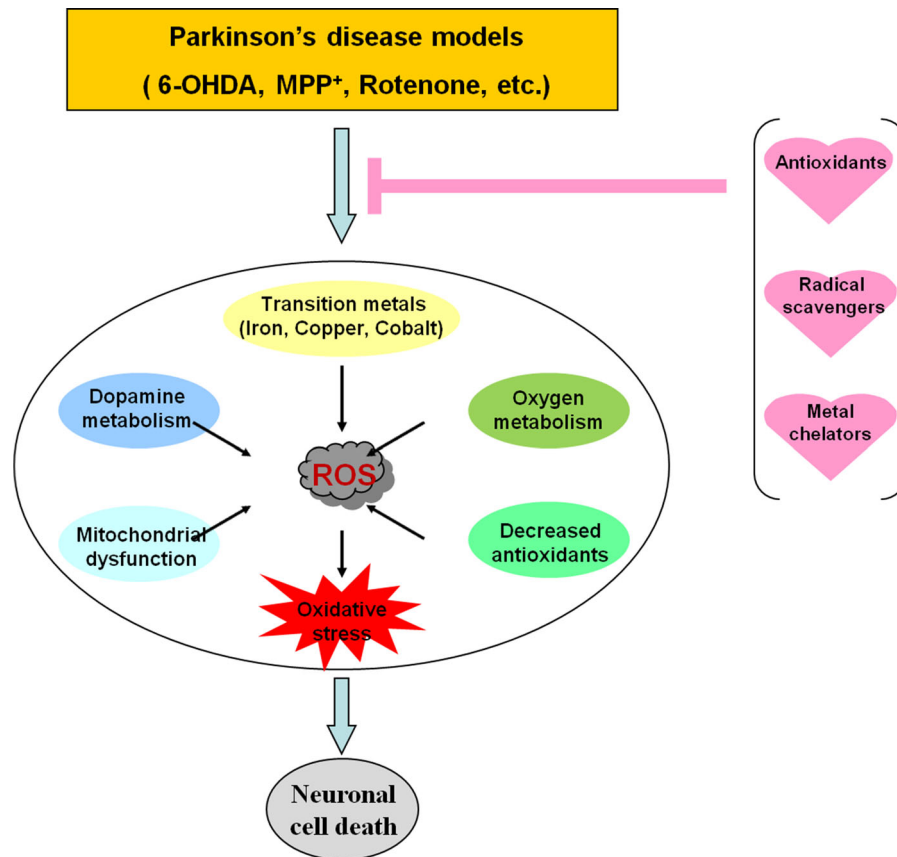 Parkinson's disease models
( 6-OHDA, MPP⁺, Rotenone, etc.)
Antioxidants
Radical
scavengers
Metal
chelators
Transition metals
(Iron, Copper, Cobalt)
Dopamine
metabolism
Oxygen
metabolism
ROS
Mitochondrial
dysfunction
Decreased
antioxidants
Oxidative
stress
Neuronal
cell death